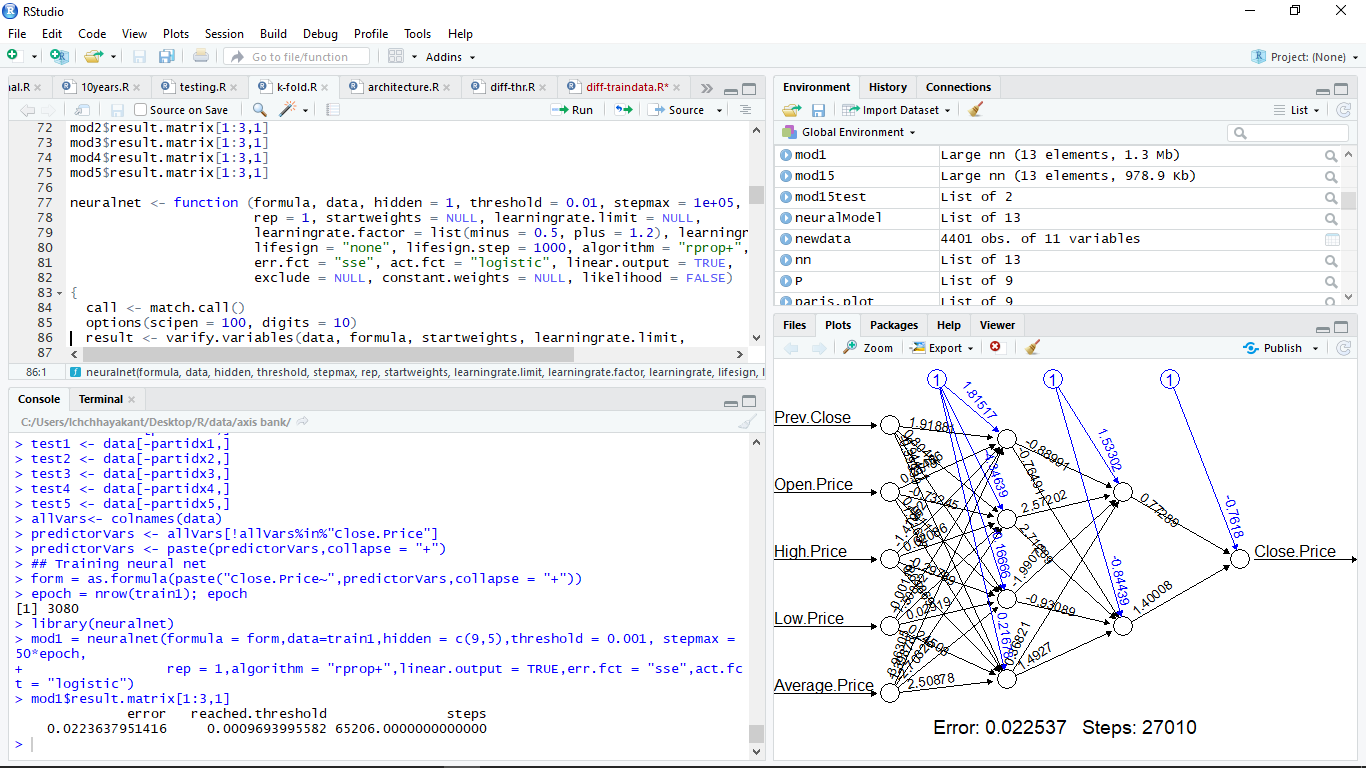 RStudio
File Edit Code View Plots Session Build Debug Profile Tools Help
Go to file/function Addins Project: (None)
nal.R 10years.R testing.R k-fold.R architecture.R diff-thr.R diff-traindata.R*
Source on Save Run Source
72 mod2$result.matrix[1:3,1]
73 mod3$result.matrix[1:3,1]
74 mod4$result.matrix[1:3,1]
75 mod5$result.matrix[1:3,1]
76
77 neuralnet <- function (formula, data, hidden = 1, threshold = 0.01, stepmax = 1e+05,
78 rep = 1, startweights = NULL, learningrate.limit = NULL,
79 learningrate.factor = list(minus = 0.5, plus = 1.2), learningr
80 lifesign = "none", lifesign.step = 1000, algorithm = "rprop+",
81 err.fct = "sse", act.fct = "logistic", linear.output = TRUE,
82 exclude = NULL, constant.weights = NULL, likelihood = FALSE)
83 {
84 call <- match.call()
85 options(scipen = 100, digits = 10)
86 result <- varify.variables(data, formula, startweights, learningrate.limit,
87
86:1 neuralnet(formula, data, hidden, threshold, stepmax, rep, startweights, learningrate.limit, learningrate.factor, learningrate, lifesign, l
Console Terminal
C:/Users/lchchhayakant/Desktop/R/data/axis bank/
> test1 <- data[-partidx1,]
> test2 <- data[-partidx2,]
> test3 <- data[-partidx3,]
> test4 <- data[-partidx4,]
> test5 <- data[-partidx5,]
> allVars<- colnames(data)
> predictorVars <- allVars[!allVars%in%"Close.Price"]
> predictorVars <- paste(predictorVars,collapse = "+")
> ## Training neural net
> form = as.formula(paste("Close.Price~",predictorVars,collapse = "+"))
> epoch = nrow(train1); epoch
[1] 3080
> library(neuralnet)
> mod1 = neuralnet(formula = form,data=train1,hidden = c(9,5),threshold = 0.001, stepmax =
50*epoch,
+ rep = 1,algorithm = "rprop+",linear.output = TRUE,err.fct = "sse",act.fc
t = "logistic")
> mod1$result.matrix[1:3,1]
error reached.threshold steps
0.0223637951416 0.0009693995582 65206.0000000000000
>
Environment History Connections
Import Dataset List
Global Environment
mod1 Large nn (13 elements, 1.3 Mb)
mod15 Large nn (13 elements, 978.9 Kb)
mod15test List of 2
neuralModel List of 13
newdata 4401 obs. of 11 variables
nn List of 13
P List of 9
paris.plot List of 9
Files Plots Packages Help Viewer
Zoom Export Publish
1 1 1
Prev.Close
Open.Price
High.Price
Low.Price
Average.Price
1.81517
-0.88991
2.57202
1.53302
-0.7618
0.77289
Close.Price
-0.93089
-0.84439
1.40008
0.02919
1.4927
2.50878
Error: 0.022537 Steps: 27010